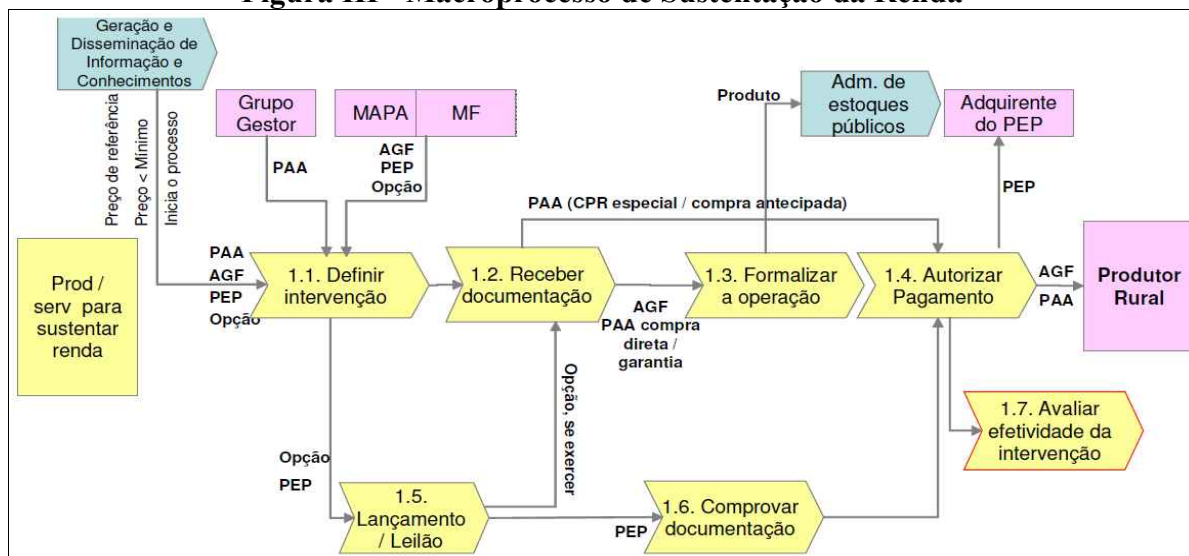 Figura III - Macroprocesso de Sustentação da Renda
Geração e
Disseminação de
Informação e
Conhecimentos
Preço de referência
Preço < Mínimo
Inicia o processo
Grupo
Gestor
PAA
MAPA
MF
AGF
PEP
Opção
Produto
Adm. de
estoques
públicos
Adquirente
do PEP
PEP
PAA (CPR especial / compra antecipada)
Prod /
serv para
sustentar
renda
PAA
AGF
PEP
Opção
1.1. Definir
intervenção
1.2. Receber
documentação
AGF
PAA compra
direta /
garantia
1.3. Formalizar
a operação
1.4. Autorizar
Pagamento
AGF
PAA
Produtor
Rural
Opção, se exercer
1.7. Avaliar
efetividade da
intervenção
Opção
PEP
1.5.
Lançamento
/ Leilão
PEP
1.6. Comprovar
documentação